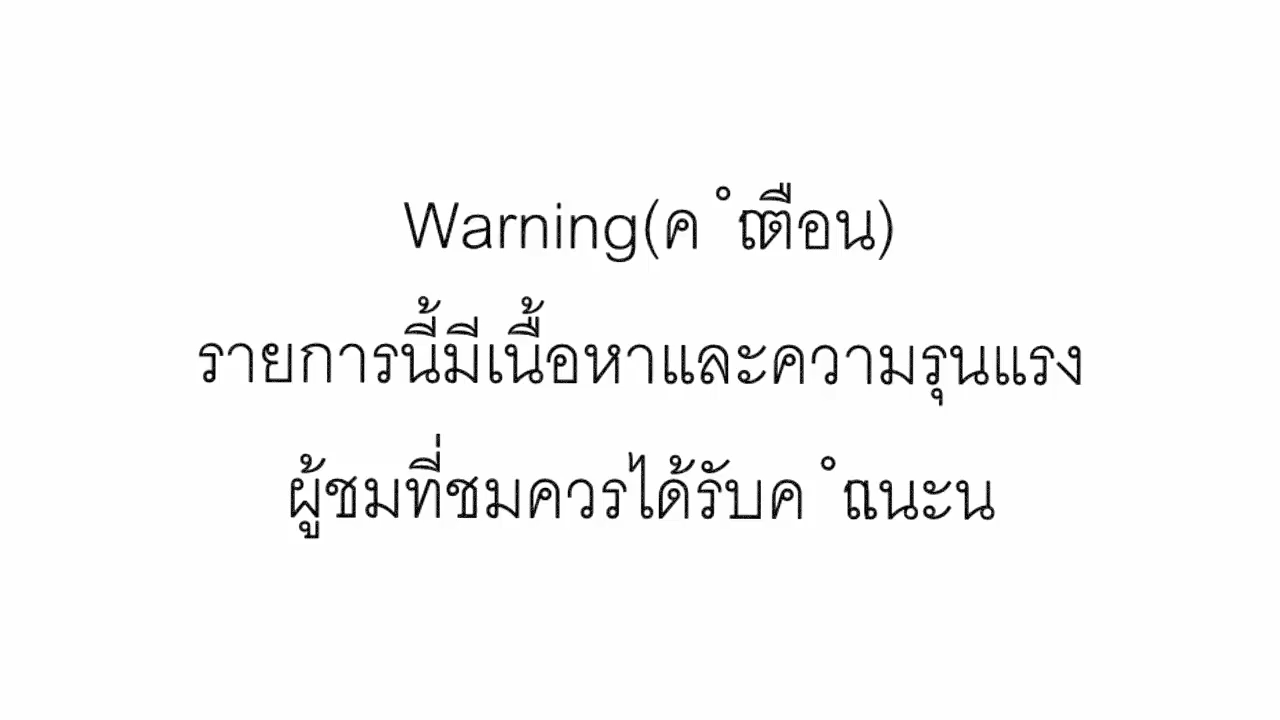 Warning(คำเตือน)
รายการนี้มีเนื้อหาและความรุนแรง
ผู้ชมที่ชมควรได้รับคำแนะน